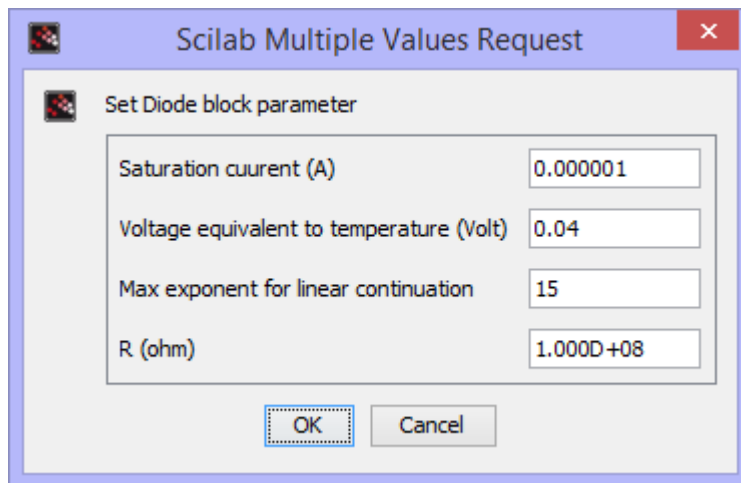 Scilab Multiple Values Request
Set Diode block parameter
Saturation cuurent (A) 0.000001
Voltage equivalent to temperature (Volt) 0.04
Max exponent for linear continuation 15
R (ohm) 1.000D+08
OK Cancel